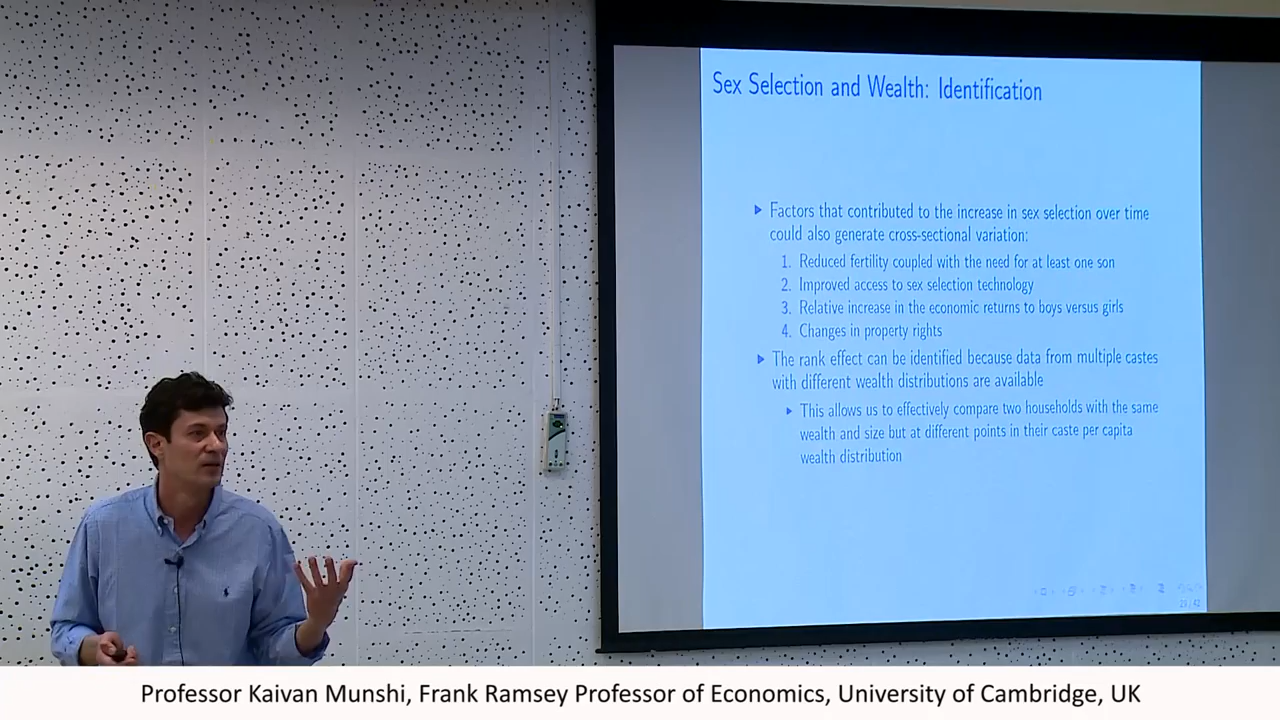 Sex Selection and Wealth: Identification
Factors that contributed to the increase in sex selection over time
could also generate cross-sectional variation:
1. Reduced fertility coupled with the need for at least one son
2. Improved access to sex selection technology
3. Relative increase in the economic returns to boys versus girls
4. Changes in property rights
The rank effect can be identified because data from multiple castes
with different wealth distributions are available
This allows us to effectively compare two households with the same
wealth and size but at different points in their caste per capita
wealth distribution
Professor Kaivan Munshi, Frank Ramsey Professor of Economics, University of Cambridge, UK